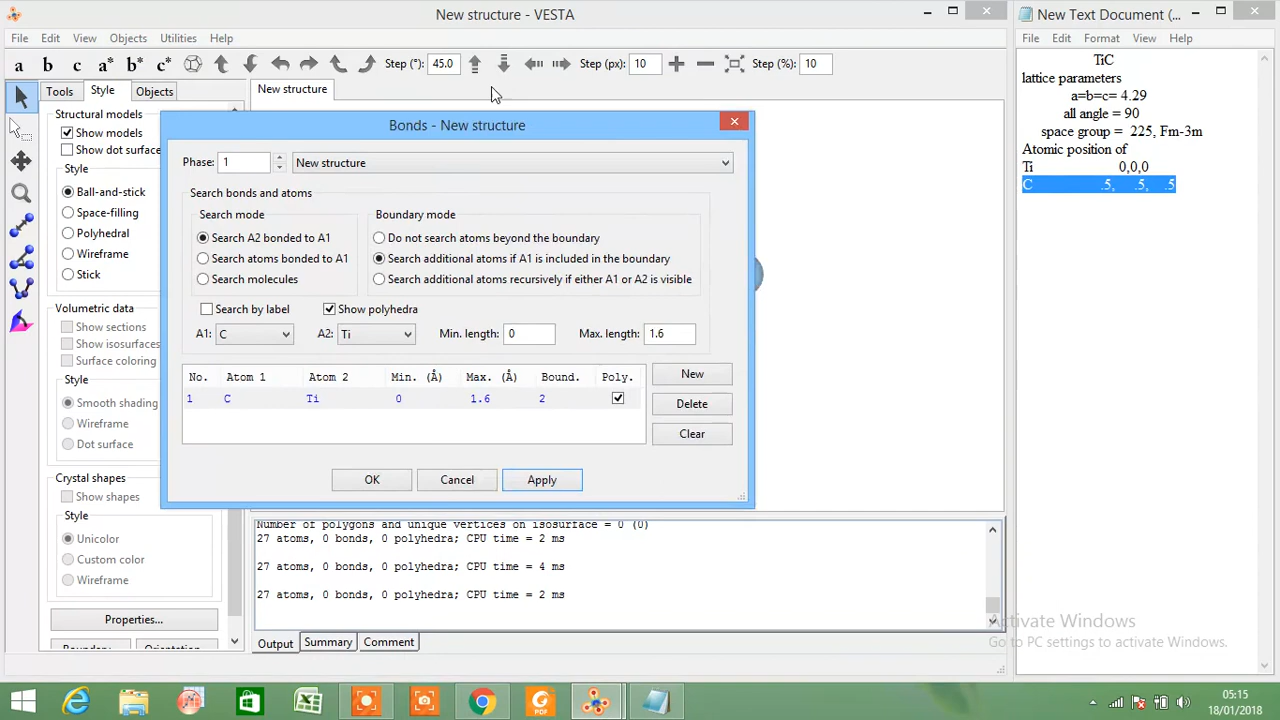 New structure - VESTA
File Edit View Objects Utilities Help
a b c a* b* c* Step (°): 45.0 Step (px): 10 Step (%): 10
Tools Style Objects
New structure
Structural models
Show models
Show dot surface
Style
Ball-and-stick
Space-filling
Polyhedral
Wireframe
Stick
Volumetric data
Show sections
Show isosurfaces
Surface coloring
Style
Smooth shading
Wireframe
Dot surface
Crystal shapes
Show shapes
Style
Unicolor
Custom color
Wireframe
Properties...
Boundary... Orientation...
Bonds - New structure
Phase: 1 New structure
Search bonds and atoms
Search mode
Search A2 bonded to A1
Search atoms bonded to A1
Search molecules
Boundary mode
Do not search atoms beyond the boundary
Search additional atoms if A1 is included in the boundary
Search additional atoms recursively if either A1 or A2 is visible
Search by label Show polyhedra
A1: C A2: Ti Min. length: 0 Max. length: 1.6
No. Atom 1 Atom 2 Min. (Å) Max. (Å) Bound. Poly.
1 C Ti 0 1.6 2
New
Delete
Clear
OK Cancel Apply
Number of polygons and unique vertices on isosurface = 0 (0)
27 atoms, 0 bonds, 0 polyhedra; CPU time = 2 ms
27 atoms, 0 bonds, 0 polyhedra; CPU time = 4 ms
27 atoms, 0 bonds, 0 polyhedra; CPU time = 2 ms
Output Summary Comment
New Text Document (...
File Edit Format View Help
TiC
lattice parameters
a=b=c= 4.29
all angle = 90
space group = 225, Fm-3m
Atomic position of
Ti 0,0,0
C .5, .5, .5
Activate Windows
Go to PC settings to activate Windows.
PDF
05:15
18/01/2018